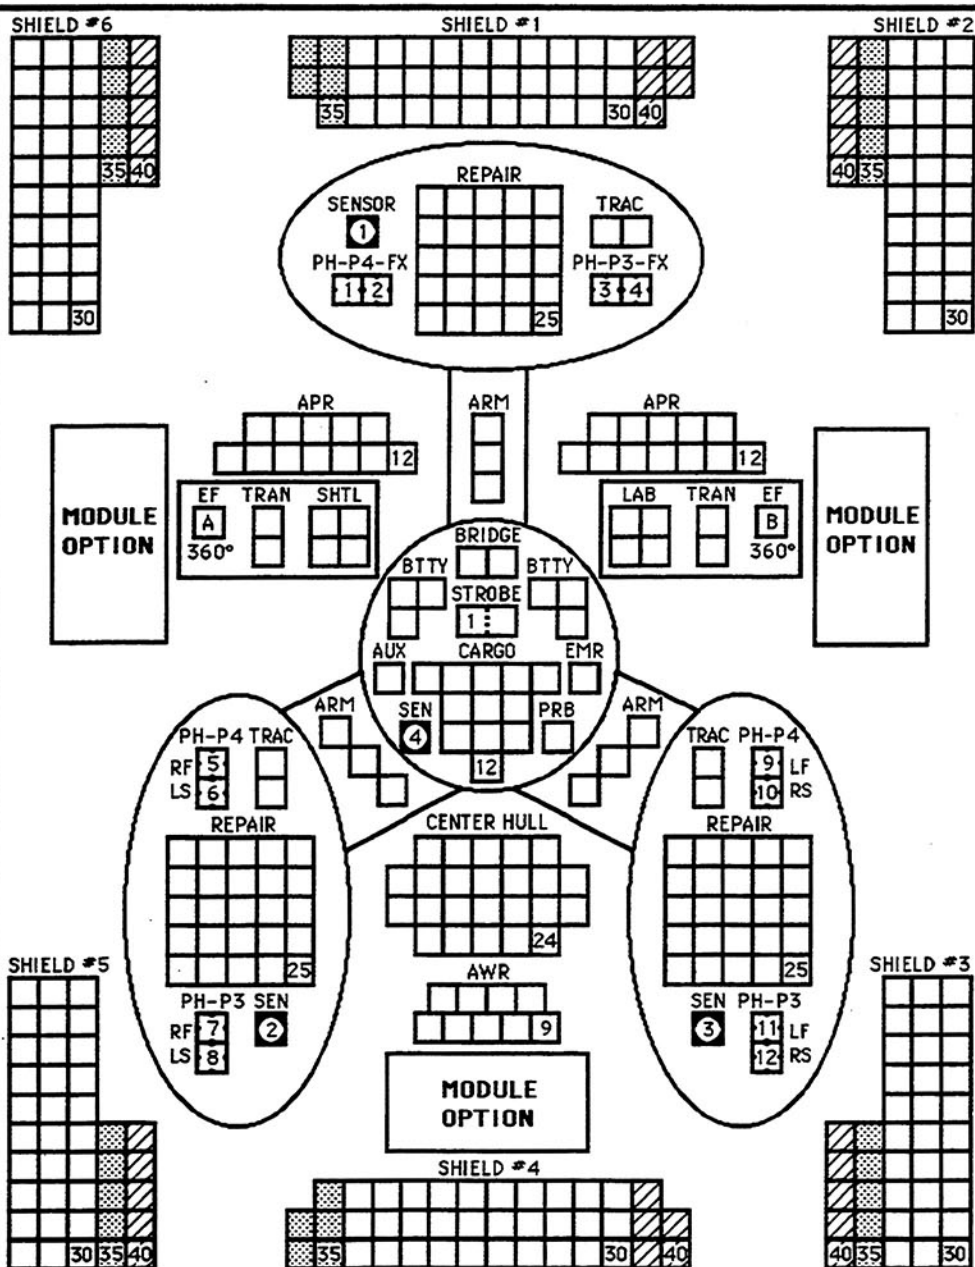 SHIELD #6 SHIELD #1 SHIELD #2
35 30 40
35 40 40 35
30 30
REPAIR
SENSOR TRAC
1
PH-P4-FX PH-P3-FX
1 2 3 4
25
APR ARM APR
12 12
MODULE OPTION
EF TRAN SHTL
A
360°
LAB TRAN EF
B
360°
MODULE OPTION
BRIDGE
BTTY BTTY
STROBE
1
AUX CARGO EMR
SEN PRB
4
12
ARM ARM
PH-P4 TRAC
RF 5
LS 6
REPAIR
25
PH-P3 SEN
RF 7 2
LS 8
TRAC PH-P4
9 LF
10 RS
REPAIR
25
SEN PH-P3
3 11 LF
12 RS
CENTER HULL
24
AWR
9
MODULE
OPTION
SHIELD #5 SHIELD #3
SHIELD #4
30 35 40
35 30 40
40 35 30